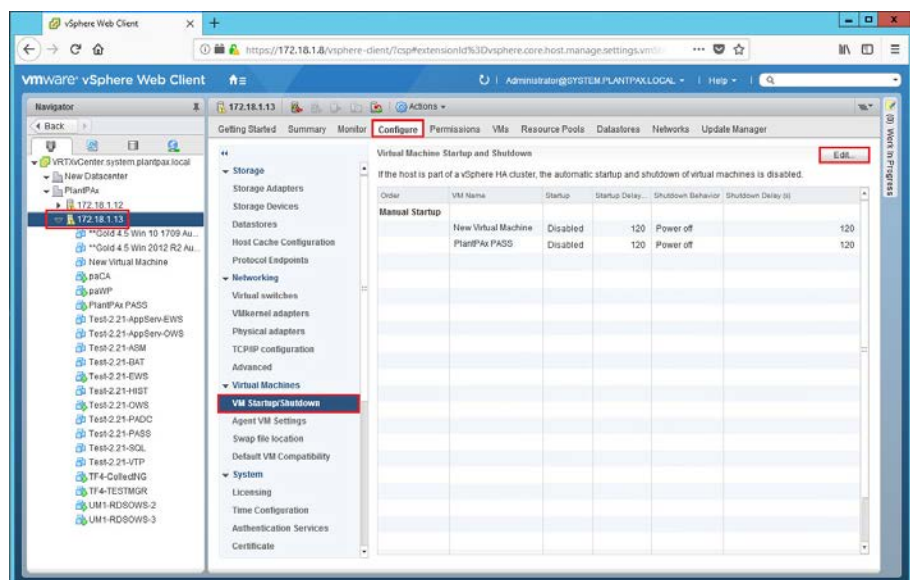 vSphere Web Client
https://172.18.1.8/vsphere-client/?csp#extensionId%3Dvsphere.core.host.manage.settings.vm
vmware® vSphere Web Client
Administrator@SYSTEM.PLANTPAX.LOCAL
Help
Navigator
172.18.1.13
Actions
Back
Getting Started Summary Monitor Configure Permissions VMs Resource Pools Datastores Networks Update Manager
VRTXvCenter.system.plantpax.local
New Datacenter
PlantPAx
172.18.1.12
172.18.1.13
**Gold 4.5 Win 10 1709 Au...
**Gold 4.5 Win 2012 R2 Au...
New Virtual Machine
paCA
paWP
PlantPAx PASS
Test-2.21-AppServ-EWS
Test-2.21-AppServ-OWS
Test-2.21-ASM
Test-2.21-BAT
Test-2.21-EWS
Test-2.21-HIST
Test-2.21-OWS
Test-2.21-PADC
Test-2.21-PASS
Test-2.21-SQL
Test-2.21-VTP
TF4-CollectNG
TF4-TESTMGR
UM1-RDSOWS-2
UM1-RDSOWS-3
Storage
Storage Adapters
Storage Devices
Datastores
Host Cache Configuration
Protocol Endpoints
Networking
Virtual switches
VMkernel adapters
Physical adapters
TCP/IP configuration
Advanced
Virtual Machines
VM Startup/Shutdown
Agent VM Settings
Swap file location
Default VM Compatibility
System
Licensing
Time Configuration
Authentication Services
Certificate
Virtual Machine Startup and Shutdown
Edit...
If the host is part of a vSphere HA cluster, the automatic startup and shutdown of virtual machines is disabled.
Order VM Name Startup Startup Delay... Shutdown Behavior Shutdown Delay (s)
Manual Startup
New Virtual Machine Disabled 120 Power off 120
PlantPAx PASS Disabled 120 Power off 120
(0) Work In Progress